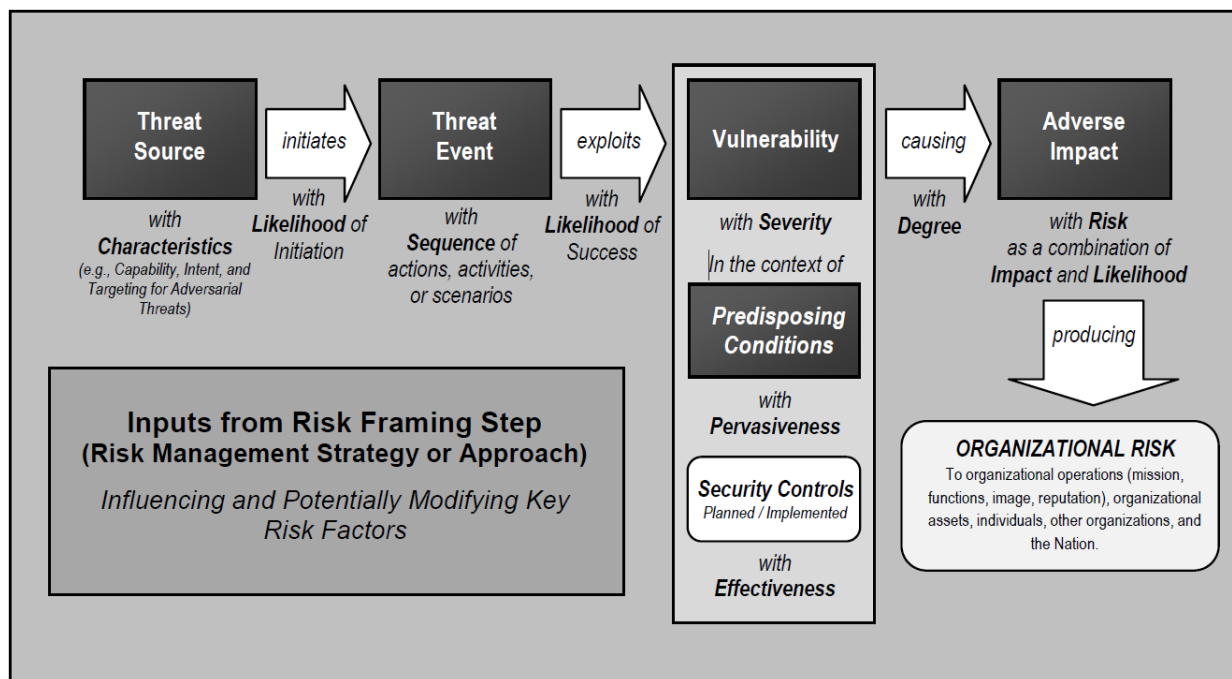 Threat
Source
with
Characteristics
(e.g., Capability, Intent, and
Targeting for Adversarial
Threats)
initiates
with
Likelihood of
Initiation
Threat
Event
with
Sequence of
actions, activities,
or scenarios
exploits
with
Likelihood of
Success
Vulnerability
with Severity
In the context of
Predisposing
Conditions
with
Pervasiveness
Security Controls
Planned / Implemented
with
Effectiveness
causing
with
Degree
Adverse
Impact
with Risk
as a combination of
Impact and Likelihood
producing
ORGANIZATIONAL RISK
To organizational operations (mission,
functions, image, reputation), organizational
assets, individuals, other organizations, and
the Nation.
Inputs from Risk Framing Step
(Risk Management Strategy or Approach)
Influencing and Potentially Modifying Key
Risk Factors